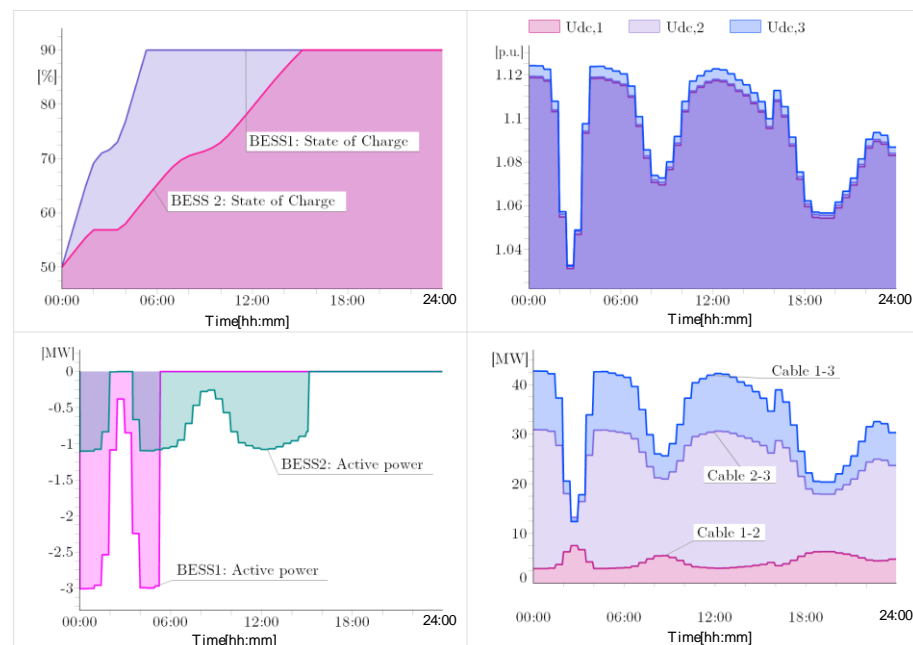 90
[%]
80
70
60
50
BESS1: State of Charge
BESS 2: State of Charge
00:00 06:00 12:00 18:00 24:00
Time[hh:mm]
Udc,1 Udc,2 Udc,3
[p.u.]
1.12
1.1
1.08
1.06
1.04
00:00 06:00 12:00 18:00 24:00
Time[hh:mm]
[MW]
0
-0.5
-1
-1.5
-2
-2.5
-3
BESS2: Active power
BESS1: Active power
00:00 06:00 12:00 18:00 24:00
Time[hh:mm]
[MW]
40
30
20
10
0
Cable 1-3
Cable 2-3
Cable 1-2
00:00 06:00 12:00 18:00 24:00
Time[hh:mm]